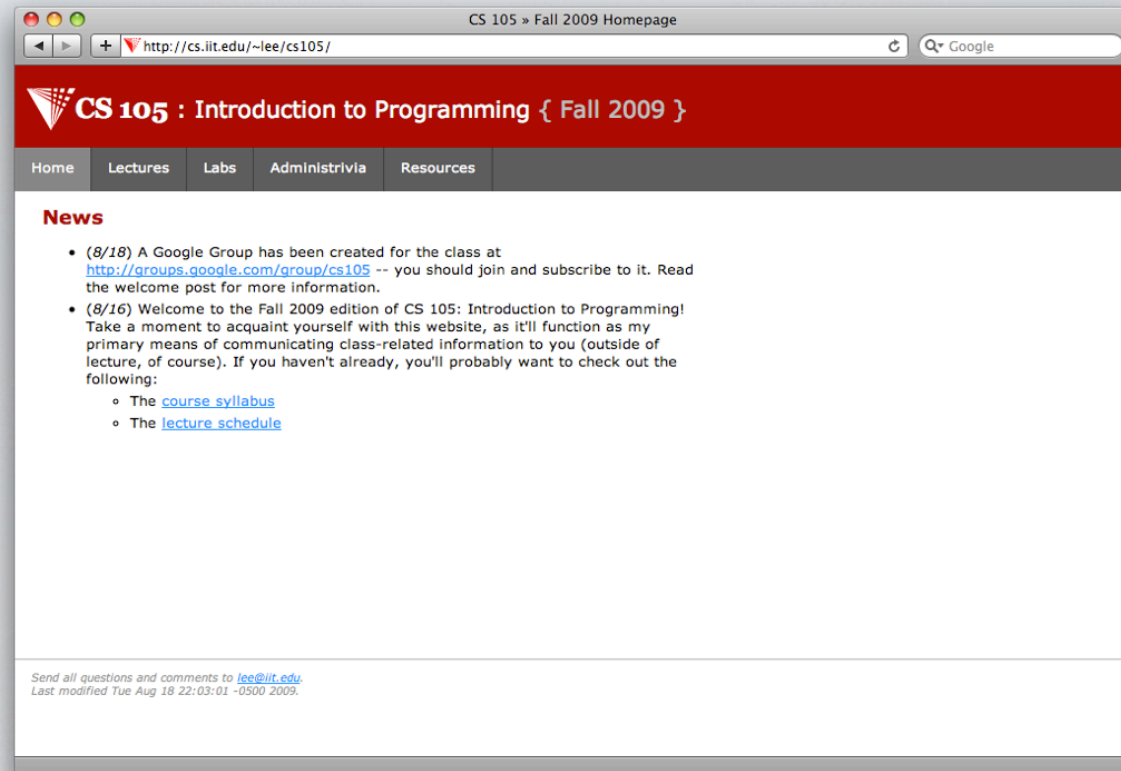 CS 105 » Fall 2009 Homepage
http://cs.iit.edu/~lee/cs105/
Google
CS 105 : Introduction to Programming { Fall 2009 }
Home Lectures Labs Administrivia Resources
News
• (8/18) A Google Group has been created for the class at
http://groups.google.com/group/cs105 -- you should join and subscribe to it. Read
the welcome post for more information.
• (8/16) Welcome to the Fall 2009 edition of CS 105: Introduction to Programming!
Take a moment to acquaint yourself with this website, as it'll function as my
primary means of communicating class-related information to you (outside of
lecture, of course). If you haven't already, you'll probably want to check out the
following:
The course syllabus
The lecture schedule
Send all questions and comments to lee@iit.edu.
Last modified Tue Aug 18 22:03:01 -0500 2009.